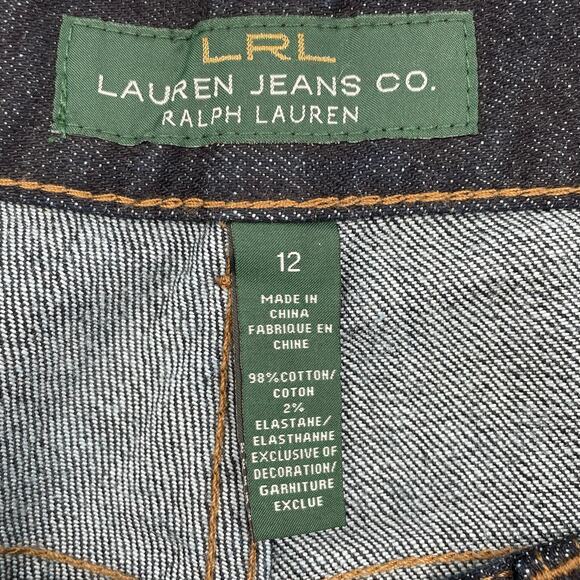 LRL
LAUREN JEANS CO.
RALPH LAUREN
12
MADE IN
CHINA
FABRIQUE EN
CHINE
98%COTTON/
COTON
2%
ELASTANE/
ELASTHANNE
EXCLUSIVE OF
DECORATION/
GARNITURE
EXCLUE